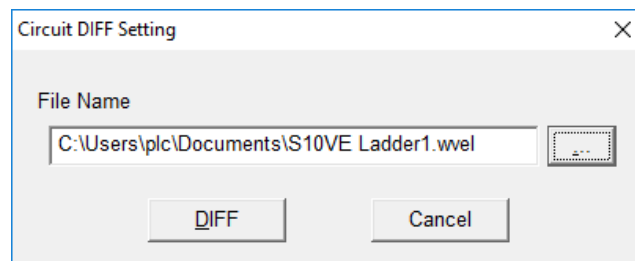 Circuit DIFF Setting
File Name
C:\Users\plc\Documents\S10VE Ladder1.wvel
...
DIFF Cancel